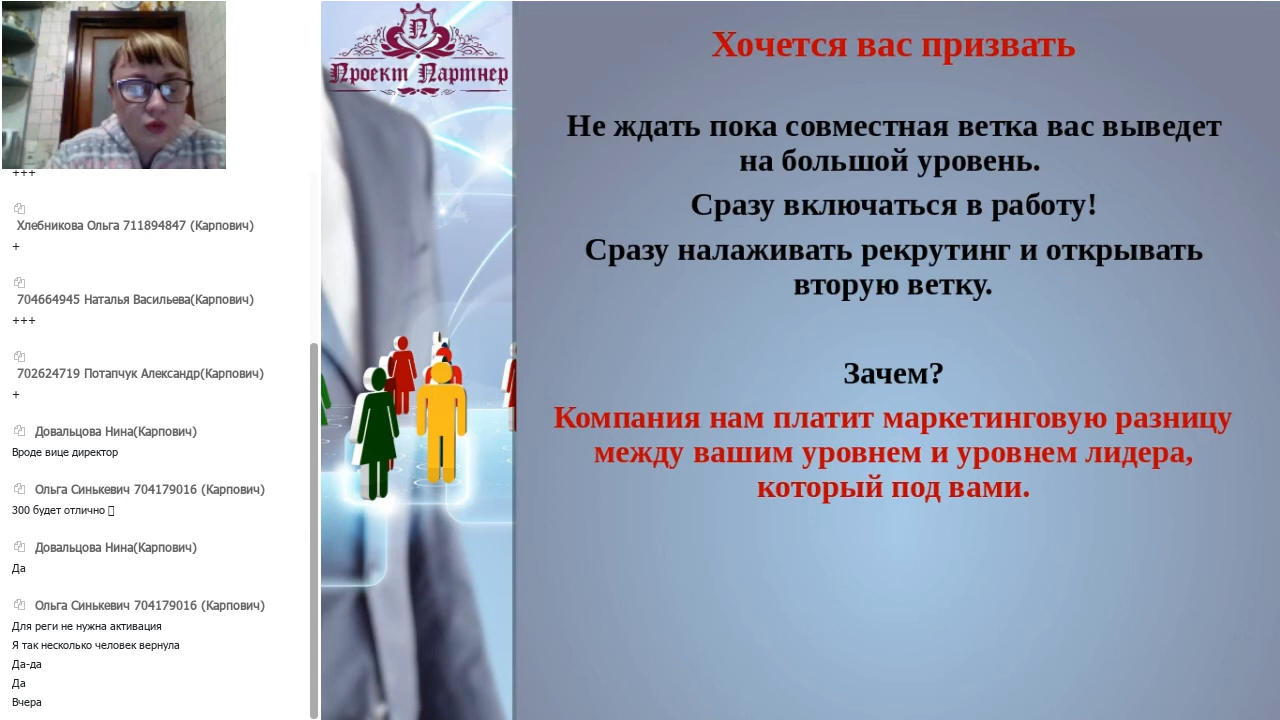 +++
Хлебникова Ольга 711894847 (Карпович)
+
704664945 Наталья Васильева(Карпович)
+++
702624719 Потапчук Александр(Карпович)
+
Довальцова Нина(Карпович)
Вроде вице директор
Ольга Синькевич 704179016 (Карпович)
300 будет отлично
Довальцова Нина(Карпович)
Да
Ольга Синькевич 704179016 (Карпович)
Для реги не нужна активация
Я так несколько человек вернула
Да-да
Да
Вчера
П
Проект Партнер
Хочется вас призвать
Не ждать пока совместная ветка вас выведет
на большой уровень.
Сразу включаться в работу!
Сразу налаживать рекрутинг и открывать
вторую ветку.
Зачем?
Компания нам платит маркетинговую разницу
между вашим уровнем и уровнем лидера,
который под вами.